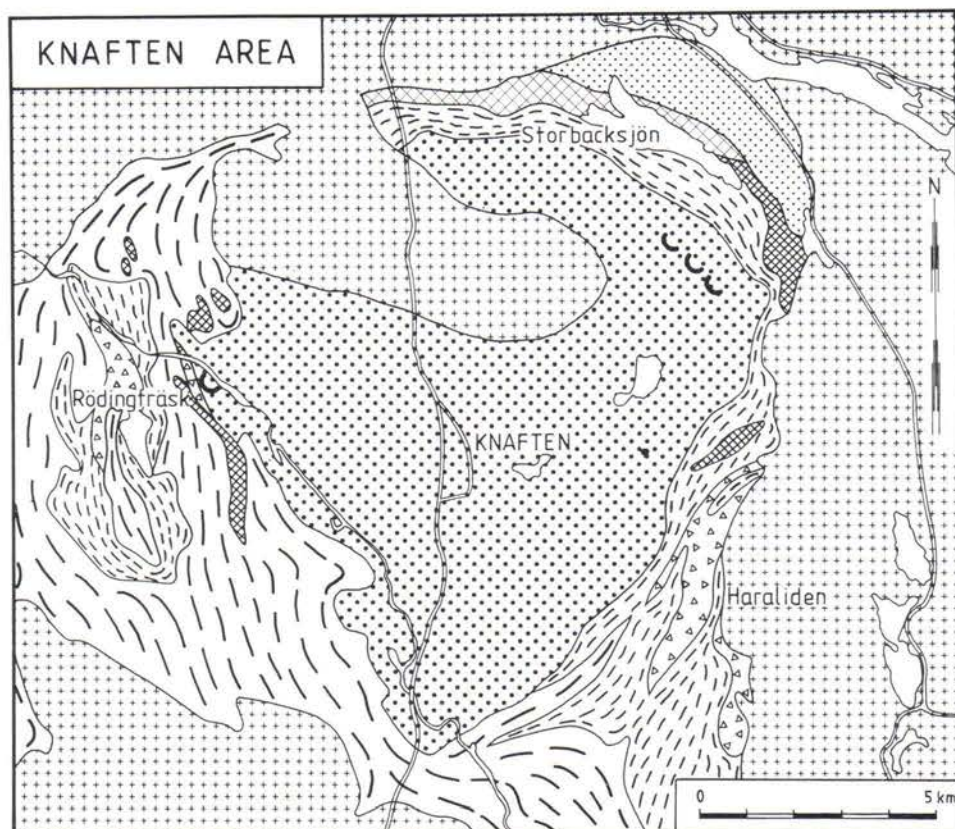 KNAFTEN AREA
Storbacksjön
N
Rödingträsk
KNAFTEN
Haraliden
0 5 km